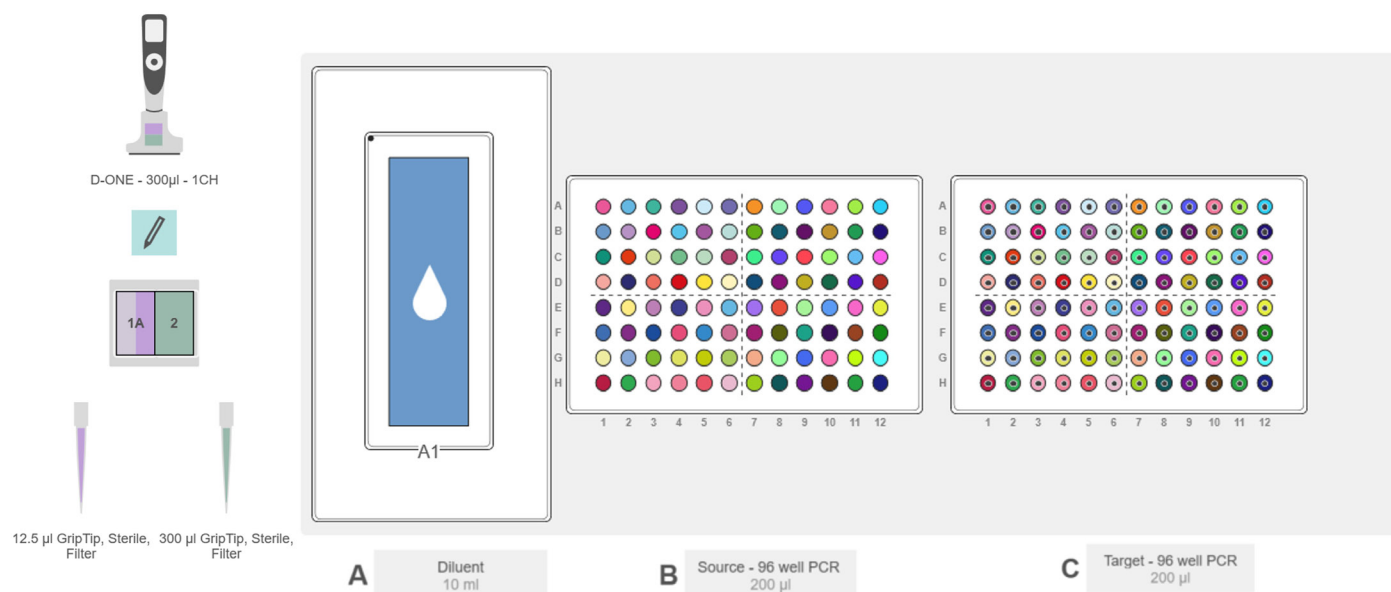 D-ONE - 300µl - 1CH
1A 2
12.5 µl GripTip, Sterile, Filter
300 µl GripTip, Sterile, Filter
A1
A
B
C
D
E
F
G
H
1 2 3 4 5 6 7 8 9 10 11 12
A
B
C
D
E
F
G
H
1 2 3 4 5 6 7 8 9 10 11 12
A
Diluent
10 ml
B
Source - 96 well PCR
200 µl
C
Target - 96 well PCR
200 µl